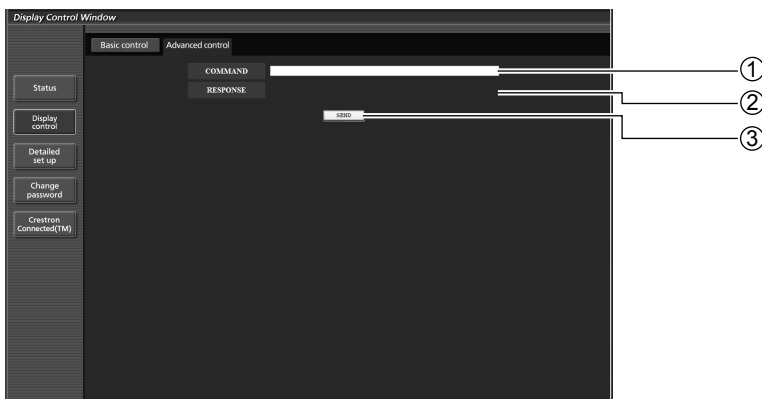 Display Control Window
Basic control
Advanced control
COMMAND
①
RESPONSE
②
SEND
③
Status
Display
control
Detailed
set up
Change
password
Crestron
Connected(TM)